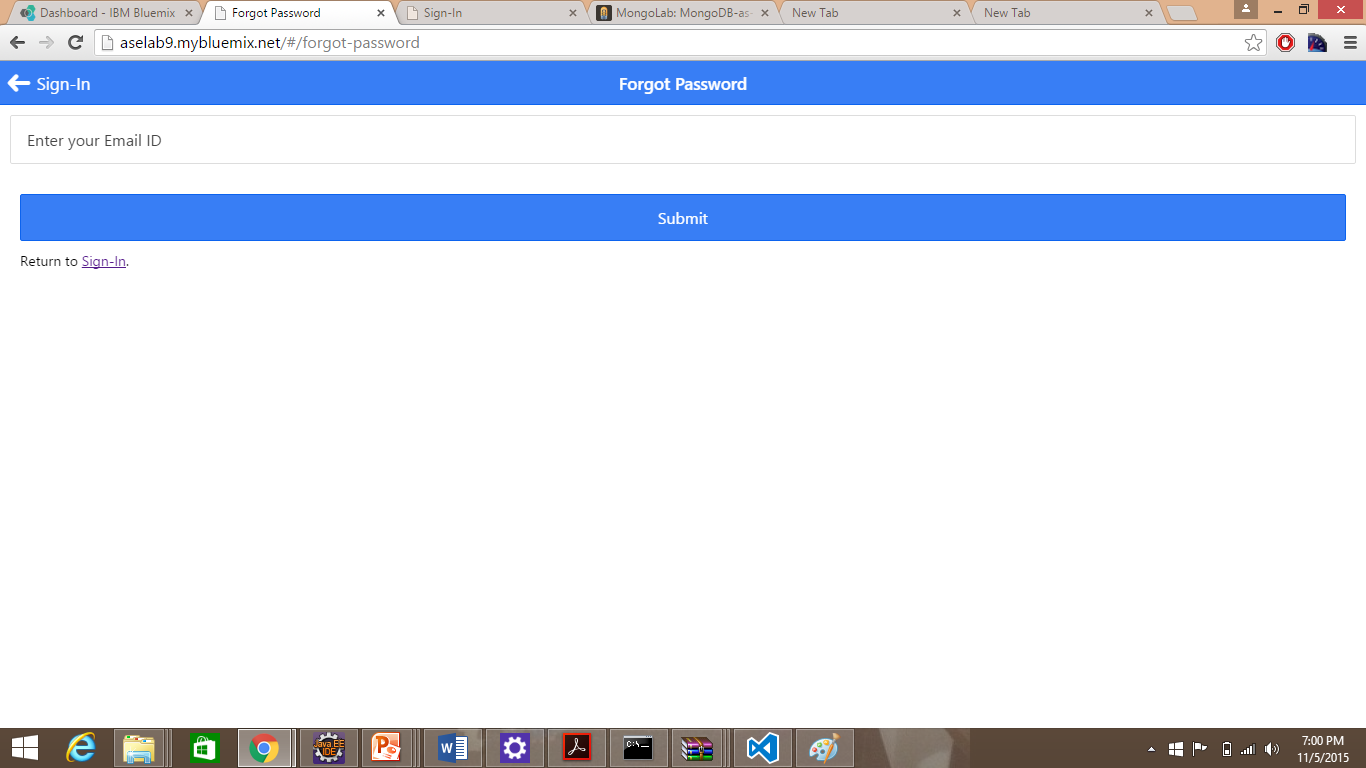 Dashboard - IBM Bluemix
Forgot Password
Sign-In
MongoLab: MongoDB-as-
New Tab
New Tab
aselab9.mybluemix.net/#/forgot-password
Sign-In
Forgot Password
Enter your Email ID
Submit
Return to Sign-In.
Java EE
IDE
C:\_
7:00 PM
11/5/2015